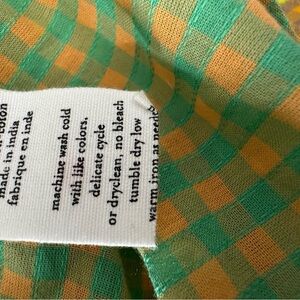 made in india
fabrique en inde
machine wash cold
with like colors,
delicate cycle
or dryclean, no bleach
tumble dry low
warm iron as needed